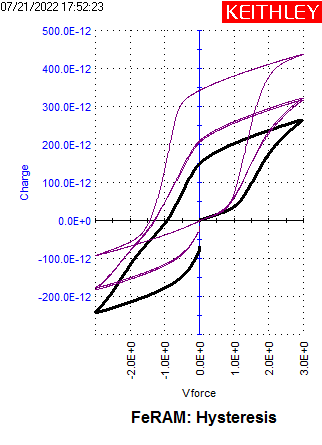 07/21/2022 17:52:23
KEITHLEY
500.0E-12
400.0E-12
300.0E-12
200.0E-12
100.0E-12
0.0E+0
-100.0E-12
-200.0E-12
Charge
-2.0E+0
-1.0E+0
0.0E+0
1.0E+0
2.0E+0
3.0E+0
Vforce
FeRAM: Hysteresis